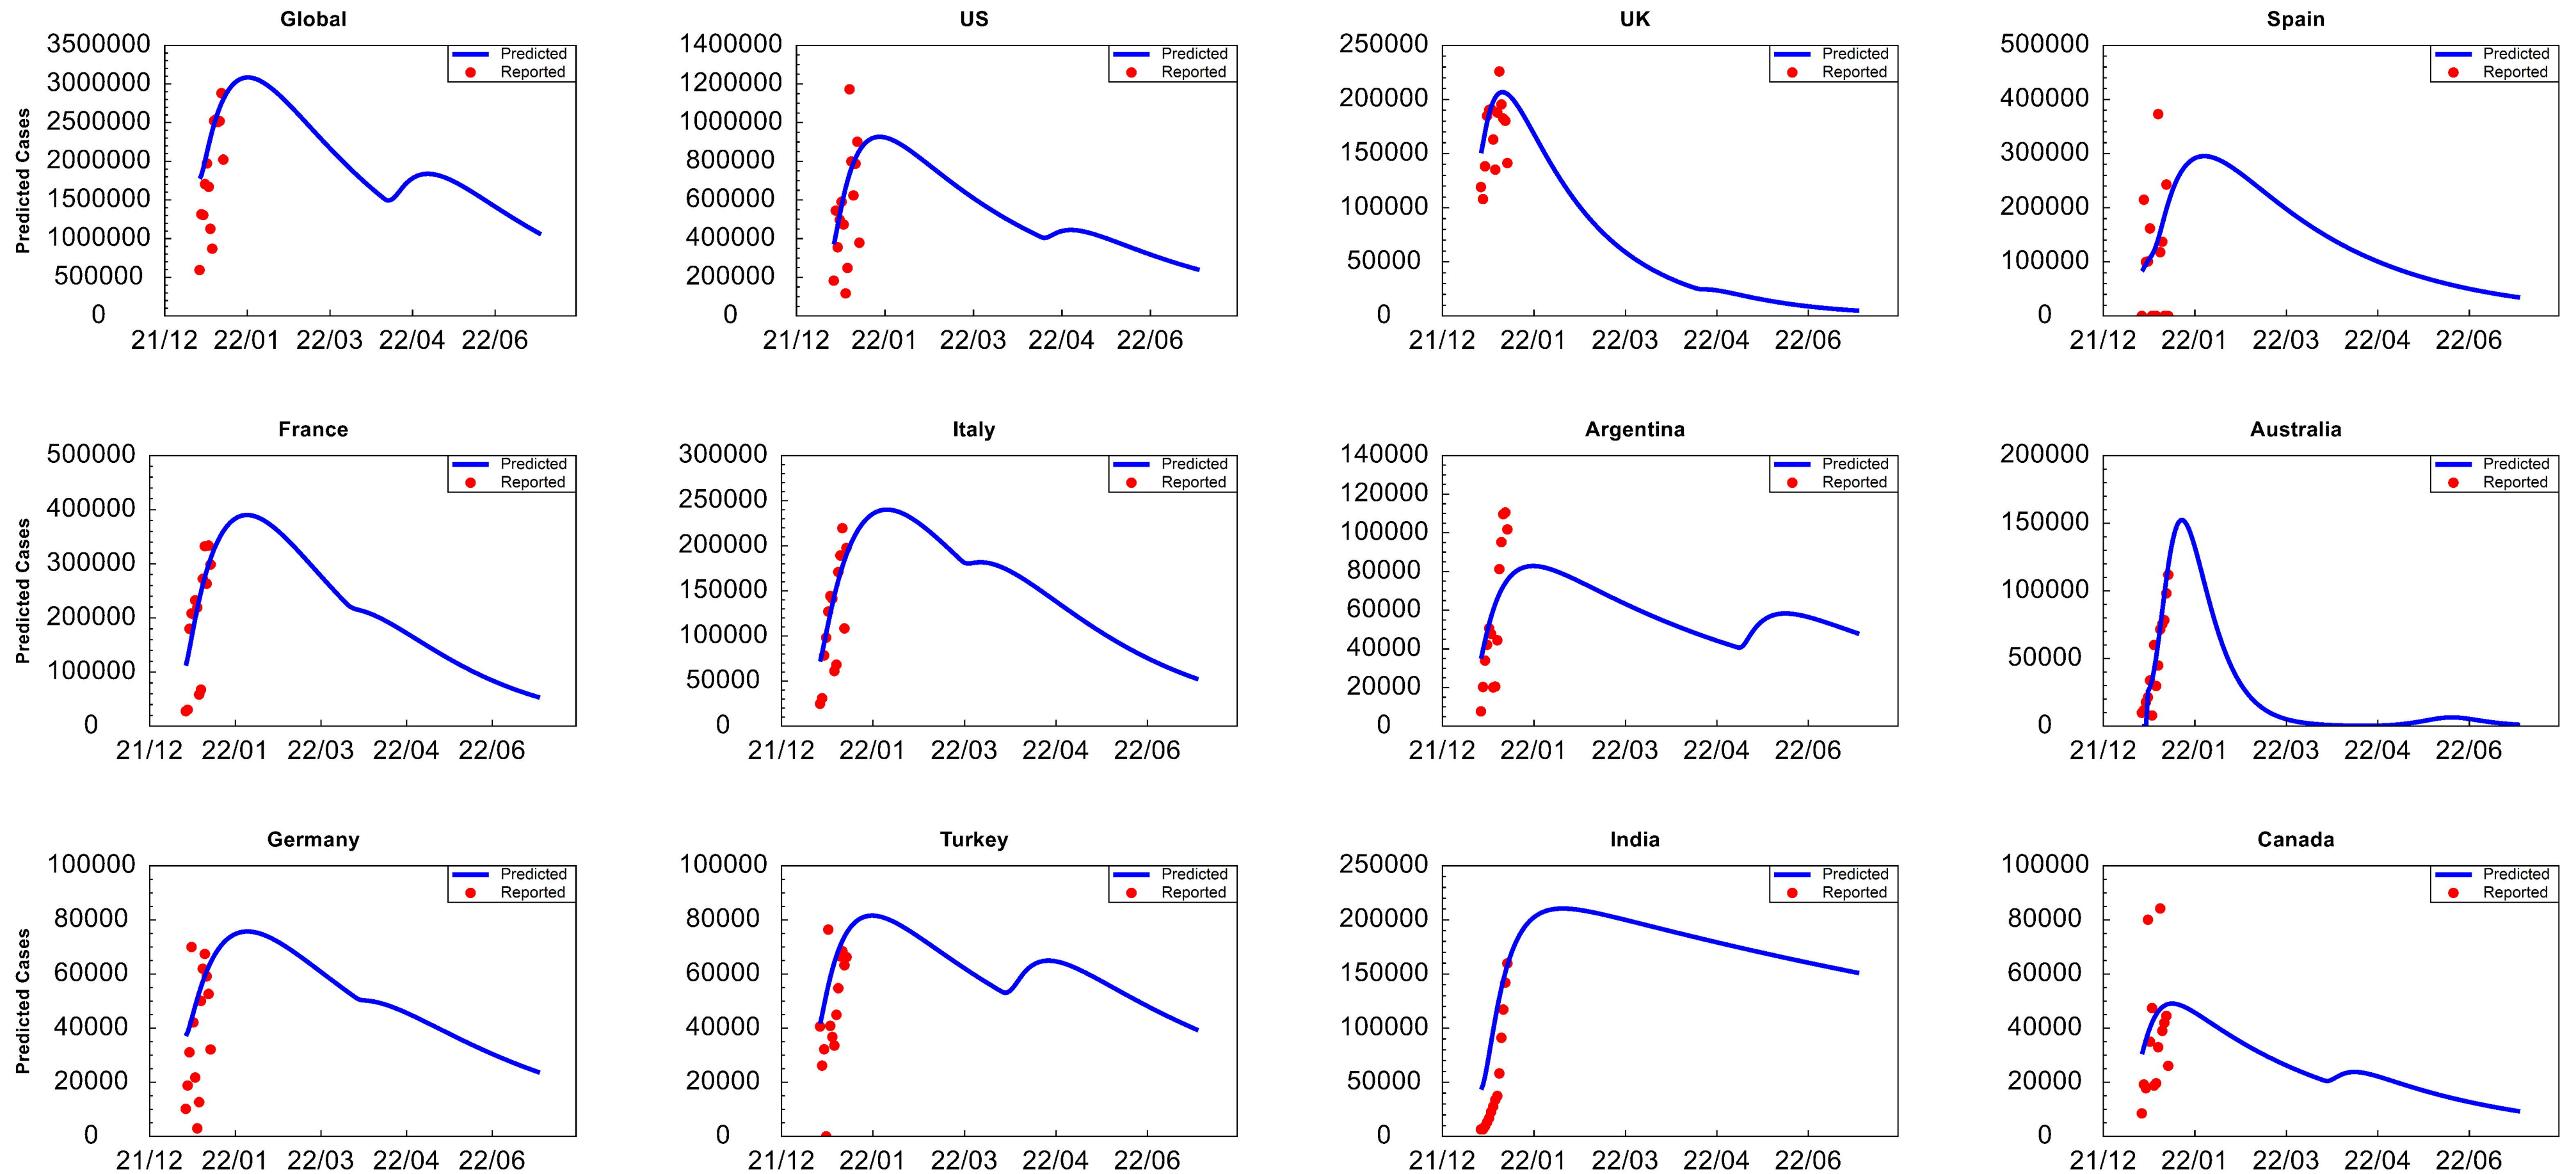 Global
US
UK
Spain
Predicted Cases
3500000
3000000
2500000
2000000
1500000
1000000
500000
0
21/12 22/01 22/03 22/04 22/06
Predicted
Reported
1400000
1200000
1000000
800000
600000
400000
200000
0
21/12 22/01 22/03 22/04 22/06
Predicted
Reported
250000
200000
150000
100000
50000
0
21/12 22/01 22/03 22/04 22/06
Predicted
Reported
500000
400000
300000
200000
100000
0
21/12 22/01 22/03 22/04 22/06
Predicted
Reported
France
Italy
Argentina
Australia
Predicted Cases
500000
400000
300000
200000
100000
0
21/12 22/01 22/03 22/04 22/06
Predicted
Reported
300000
250000
200000
150000
100000
50000
0
21/12 22/01 22/03 22/04 22/06
Predicted
Reported
140000
120000
100000
80000
60000
40000
20000
0
21/12 22/01 22/03 22/04 22/06
Predicted
Reported
200000
150000
100000
50000
0
21/12 22/01 22/03 22/04 22/06
Predicted
Reported
Germany
Turkey
India
Canada
Predicted Cases
100000
80000
60000
40000
20000
0
21/12 22/01 22/03 22/04 22/06
Predicted
Reported
100000
80000
60000
40000
20000
0
21/12 22/01 22/03 22/04 22/06
Predicted
Reported
250000
200000
150000
100000
50000
0
21/12 22/01 22/03 22/04 22/06
Predicted
Reported
100000
80000
60000
40000
20000
0
21/12 22/01 22/03 22/04 22/06
Predicted
Reported